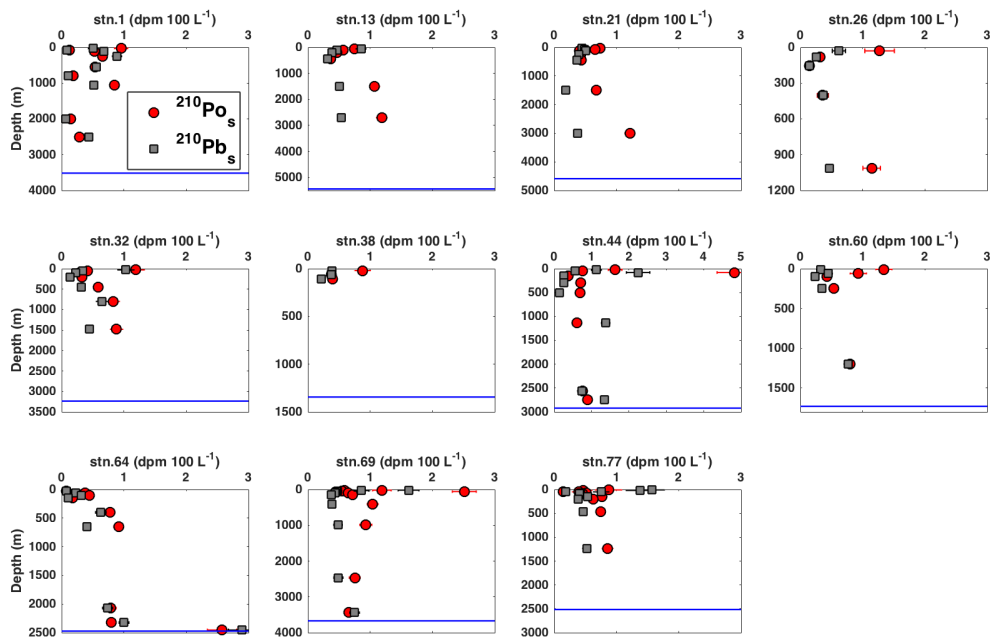 stn.1 (dpm 100 L⁻¹)
0 1 2 3
Depth (m)
0
1000
2000
3000
4000
²¹⁰Poₛ
²¹⁰Pbₛ
stn.13 (dpm 100 L⁻¹)
0 1 2 3
0
1000
2000
3000
4000
5000
stn.21 (dpm 100 L⁻¹)
0 1 2 3
0
1000
2000
3000
4000
5000
stn.26 (dpm 100 L⁻¹)
0 1 2 3
0
300
600
900
1200
stn.32 (dpm 100 L⁻¹)
0 1 2 3
Depth (m)
0
500
1000
1500
2000
2500
3000
3500
stn.38 (dpm 100 L⁻¹)
0 1 2 3
0
500
1000
1500
stn.44 (dpm 100 L⁻¹)
0 1 2 3 4 5
0
500
1000
1500
2000
2500
3000
stn.60 (dpm 100 L⁻¹)
0 1 2 3
0
500
1000
1500
stn.64 (dpm 100 L⁻¹)
0 1 2 3
Depth (m)
0
500
1000
1500
2000
2500
stn.69 (dpm 100 L⁻¹)
0 1 2 3
0
1000
2000
3000
4000
stn.77 (dpm 100 L⁻¹)
0 1 2 3
0
500
1000
1500
2000
2500
3000